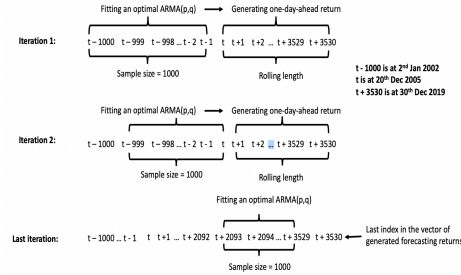 Fitting an optimal ARMA(p,q) → Generating one-day-ahead return
Iteration 1: t – 1000 t – 999 t – 998 ... t - 2 t - 1 t t +1 t + 2 ... t + 3529 t + 3530
Sample size = 1000 Rolling length
t - 1000 is at 2nd Jan 2002
t is at 20th Dec 2005
t + 3530 is at 30th Dec 2019
Fitting an optimal ARMA(p,q) → Generating one-day-ahead return
Iteration 2: t – 1000 t – 999 t – 998 ... t - 2 t - 1 t t +1 t + 2 ... t + 3529 t + 3530
Sample size = 1000 Rolling length
Fitting an optimal ARMA(p,q)
Last iteration: t – 1000 ... t - 1 t t +1 ... t + 2092 t + 2093 t + 2094 ... t + 3529 t + 3530
Last index in the vector of
generated forecasting returns
Sample size = 1000